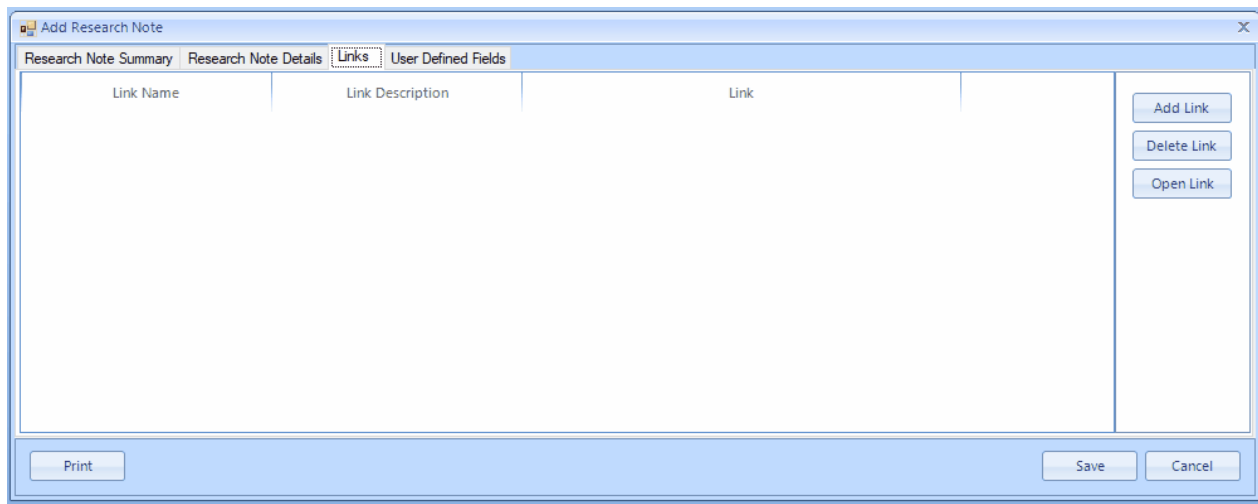 Add Research Note X
Research Note Summary Research Note Details Links User Defined Fields
Link Name Link Description Link
Add Link
Delete Link
Open Link
Print Save Cancel